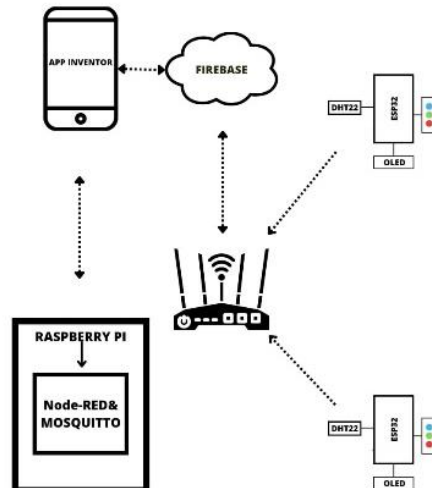 APP INVENTOR
FIREBASE
DHT22
ESP32
OLED
RASPBERRY PI
Node-RED&
MOSQUITTO
DHT22
ESP32
OLED